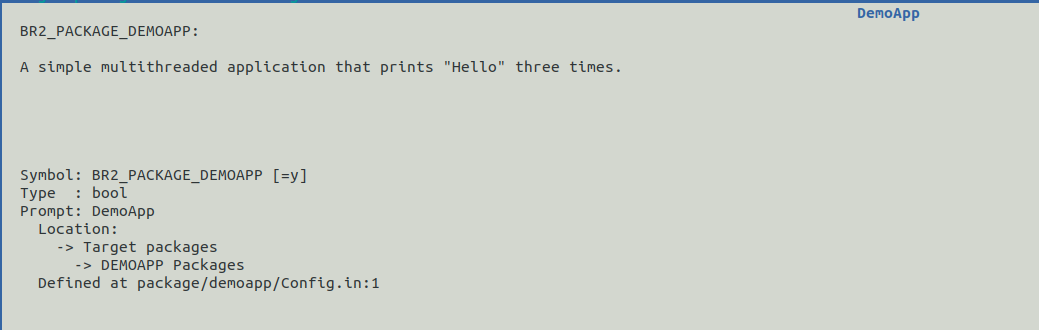 DemoApp
BR2_PACKAGE_DEMOAPP:
A simple multithreaded application that prints "Hello" three times.
Symbol: BR2_PACKAGE_DEMOAPP [=y]
Type  : bool
Prompt: DemoApp
  Location:
    -> Target packages
      -> DEMOAPP Packages
  Defined at package/demoapp/Config.in:1